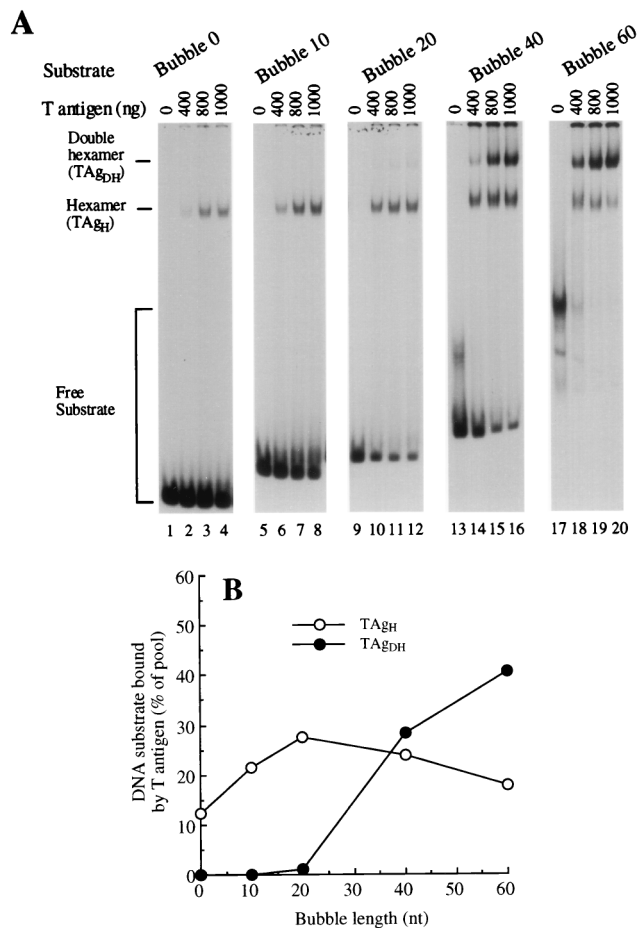 A
Substrate
Bubble 0 Bubble 10 Bubble 20 Bubble 40 Bubble 60
T antigen (ng)
0 400 800 1000 0 400 800 1000 0 400 800 1000 0 400 800 1000 0 400 800 1000
Double
hexamer
(TAgDH)
Hexamer
(TAgH)
Free
Substrate
1 2 3 4 5 6 7 8 9 10 11 12 13 14 15 16 17 18 19 20
B
TAgH
TAgDH
60
50
40
30
20
10
0
DNA substrate bound
by T antigen (% of pool)
0 10 20 30 40 50 60
Bubble length (nt)